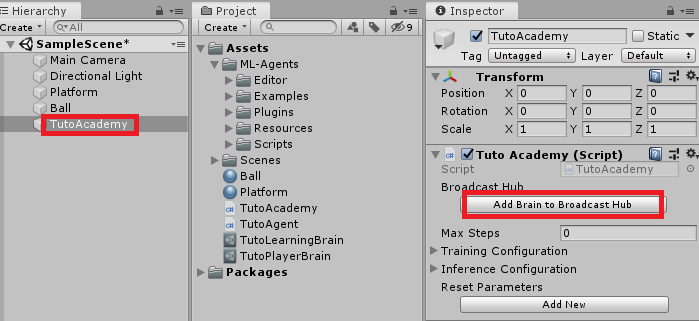 Hierarchy
Create
All
SampleScene*
Main Camera
Directional Light
Platform
Ball
TutoAcademy
Project
Create
9
Assets
ML-Agents
Editor
Examples
Plugins
Resources
Scripts
Scenes
Ball
Platform
TutoAcademy
TutoAgent
TutoLearningBrain
TutoPlayerBrain
Packages
Inspector
TutoAcademy
Static
Tag Untagged Layer Default
Transform
Position X 0 Y 0 Z 0
Rotation X 0 Y 0 Z 0
Scale X 1 Y 1 Z 1
Tuto Academy (Script)
Script TutoAcademy
Broadcast Hub
Add Brain to Broadcast Hub
Max Steps 0
Training Configuration
Inference Configuration
Reset Parameters
Add New